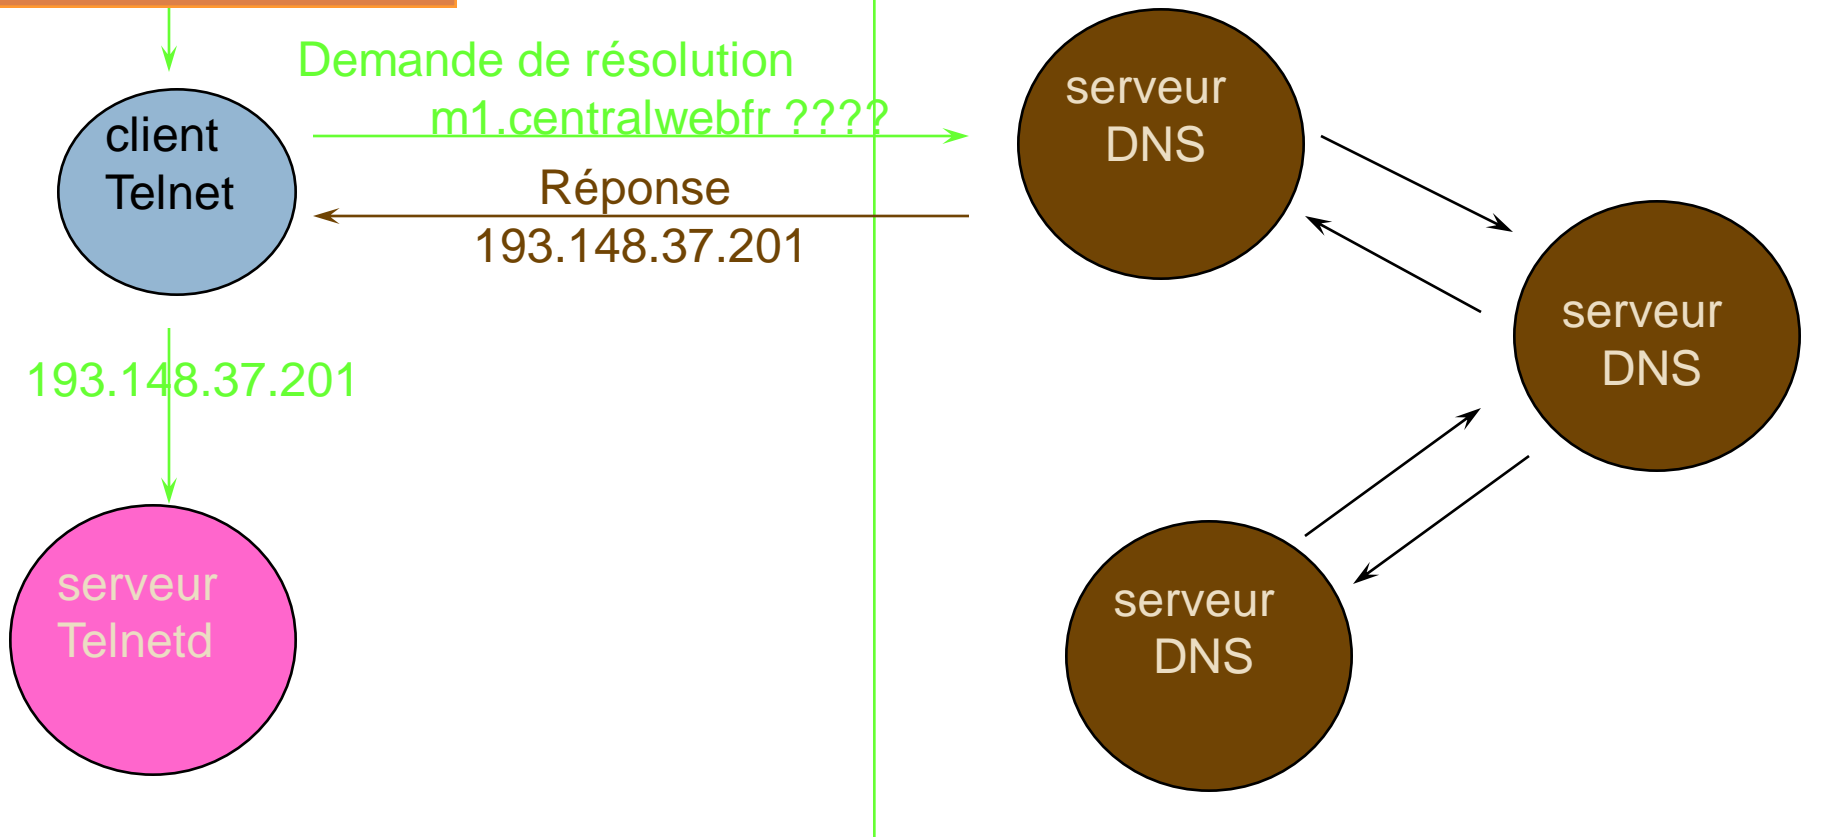 Demande de résolution
m1.centralwebfr ????
client
Telnet
Réponse
193.148.37.201
193.148.37.201
serveur
Telnetd
serveur
DNS
serveur
DNS
serveur
DNS